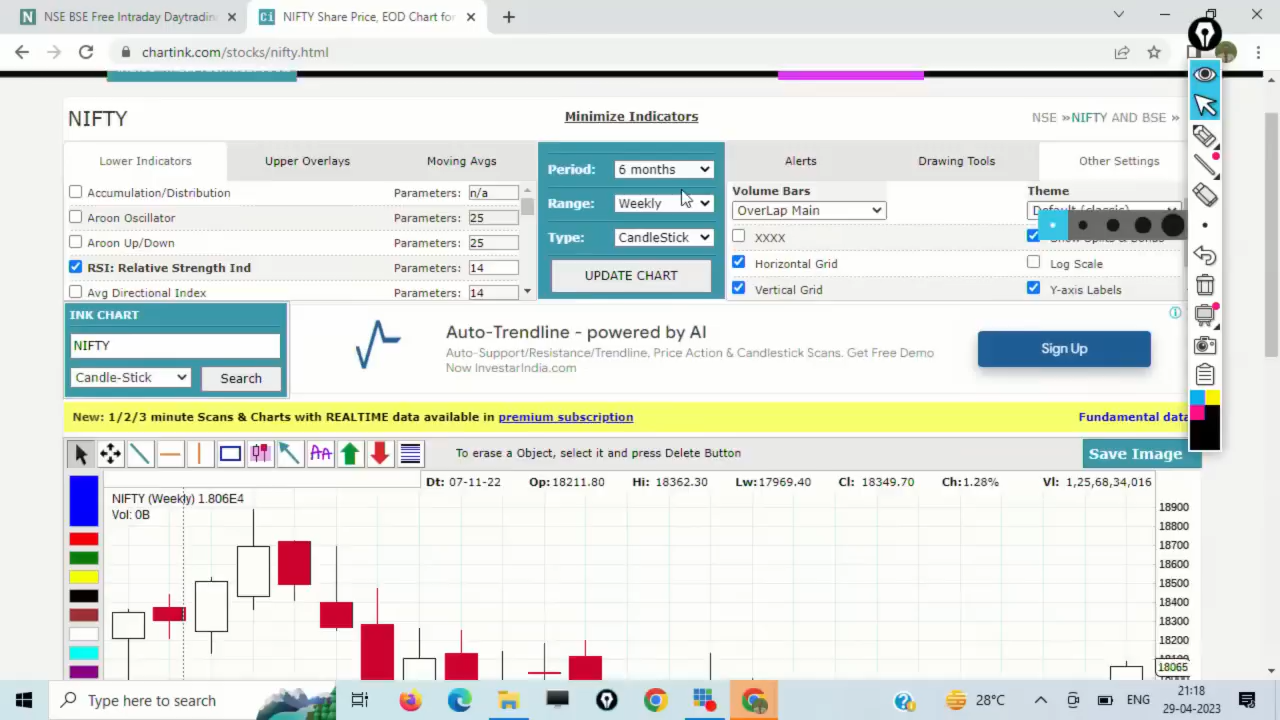 NSE BSE Free Intraday Daytradin
NIFTY Share Price, EOD Chart for
chartink.com/stocks/nifty.html
NIFTY
Minimize Indicators
NSE »NIFTY AND BSE »
Lower Indicators
Upper Overlays
Moving Avgs
Period: 6 months
Range: Weekly
Type: CandleStick
UPDATE CHART
Alerts
Drawing Tools
Other Settings
Accumulation/Distribution Parameters: n/a
Aroon Oscillator Parameters: 25
Aroon Up/Down Parameters: 25
RSI: Relative Strength Ind Parameters: 14
Avg Directional Index Parameters: 14
Volume Bars
OverLap Main
XXXX
Horizontal Grid
Vertical Grid
Theme
Default (classic)
Show Splits & Bonus
Log Scale
Y-axis Labels
INK CHART
NIFTY
Candle-Stick Search
Auto-Trendline - powered by AI
Auto-Support/Resistance/Trendline, Price Action & Candlestick Scans. Get Free Demo
Now InvestarIndia.com
Sign Up
New: 1/2/3 minute Scans & Charts with REALTIME data available in premium subscription
Fundamental data
To erase a Object, select it and press Delete Button
Save Image
Dt: 07-11-22 Op:18211.80 Hi: 18362.30 Lw:17969.40 Cl: 18349.70 Ch:1.28% Vl: 1,25,68,34,016
NIFTY (Weekly) 1.806E4
Vol: 0B
18900
18800
18700
18600
18500
18400
18300
18200
18065
Type here to search
28°C
ENG
21:18
29-04-2023